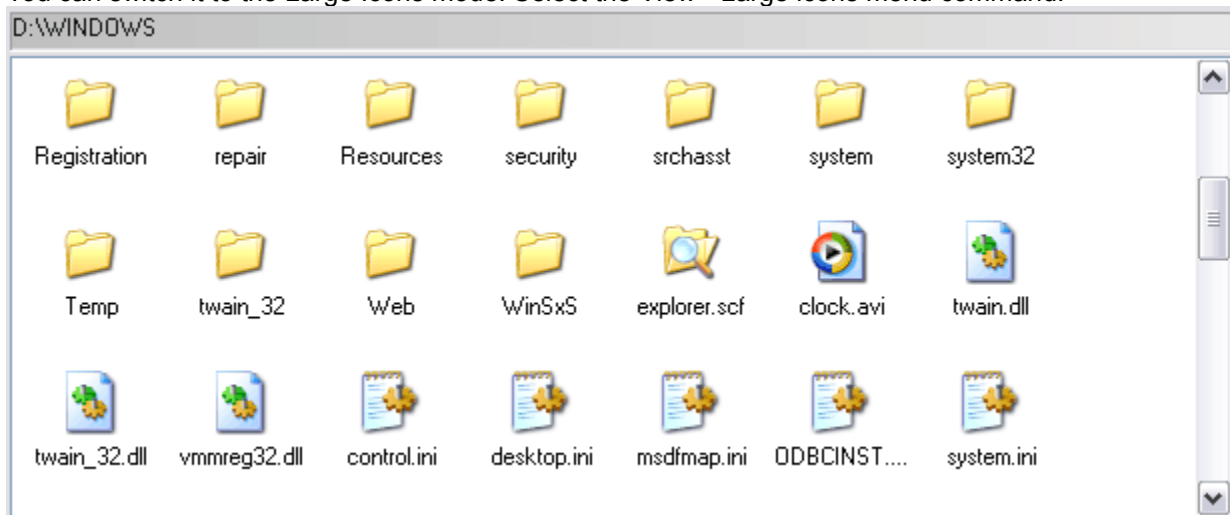 You can switch it to the Large Icons mode. Select the View - Large Icons menu command.
D:\WINDOWS
Registration repair Resources security srchasst system system32
Temp twain_32 Web WinSxS explorer.scf clock.avi twain.dll
twain_32.dll vmmreg32.dll control.ini desktop.ini msdfmap.ini ODBCINST.... system.ini